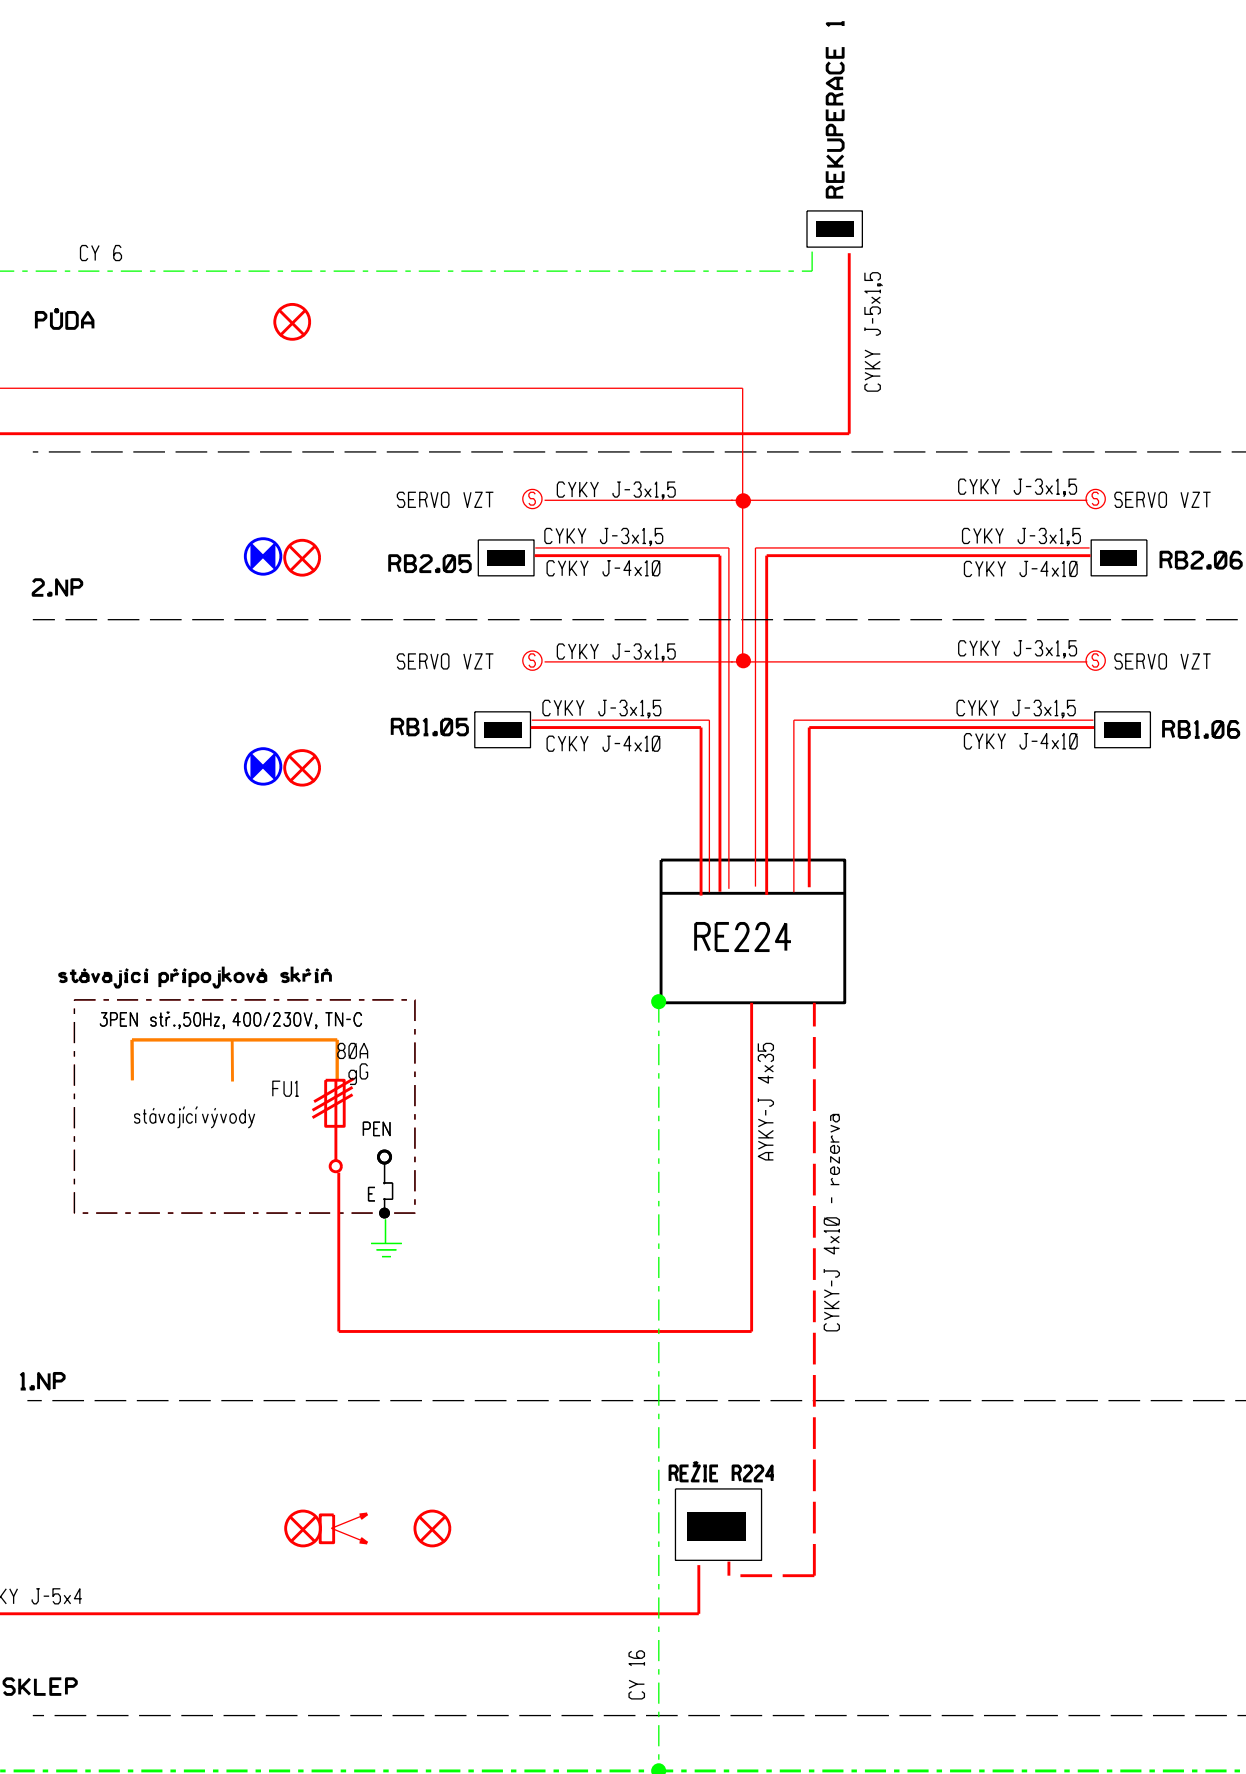 REKUPERACE 1
CY 6
CYKY J-5x1,5
PŮDA
SERVO VZT S CYKY J-3x1,5
CYKY J-3x1,5 S SERVO VZT
RB2.05 CYKY J-3x1,5
CYKY J-4x10
CYKY J-3x1,5
CYKY J-4x10 RB2.06
2.NP
SERVO VZT S CYKY J-3x1,5
CYKY J-3x1,5 S SERVO VZT
RB1.05 CYKY J-3x1,5
CYKY J-4x10
CYKY J-3x1,5
CYKY J-4x10 RB1.06
RE224
stávající přípojková skříň
3PEN stř.,50Hz, 400/230V, TN-C
80A
gG
FU1
stávající vývody
PEN
E
AYKY-J 4x35
CYKY-J 4x10 - rezerva
1.NP
REŽIE R224
KY J-5x4
CY 16
SKLEP